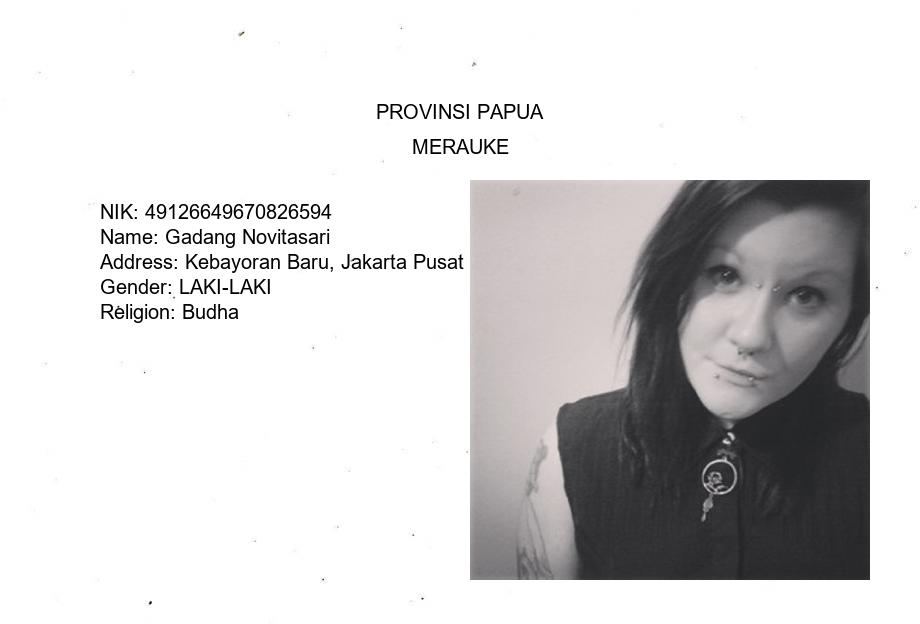 PROVINSI PAPUA
MERAUKE
NIK: 49126649670826594
Name: Gadang Novitasari
Address: Kebayoran Baru, Jakarta Pusat
Gender: LAKI-LAKI
Religion: Budha